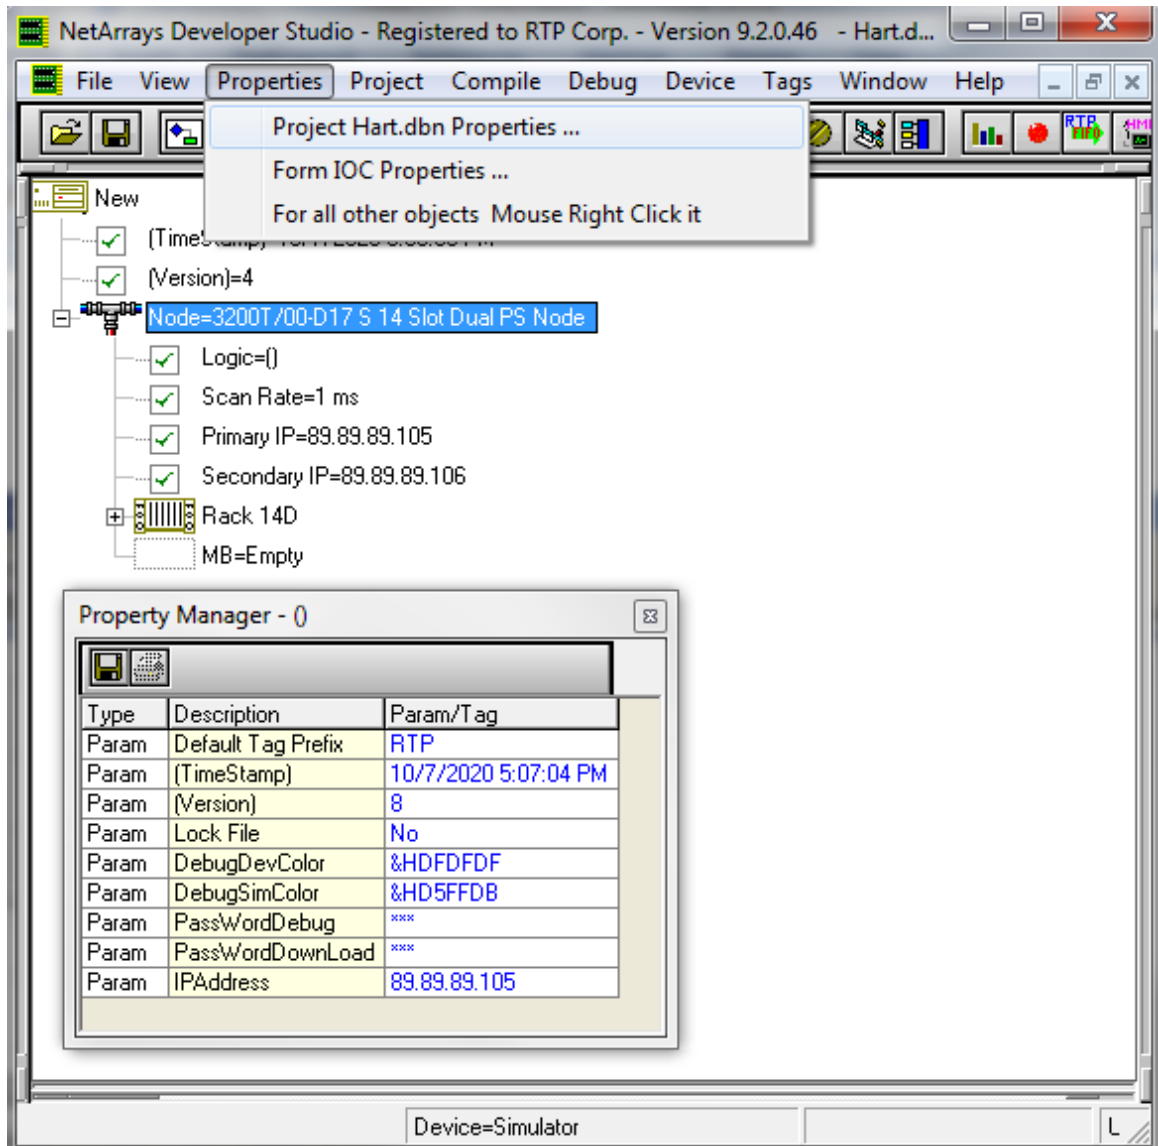 NetArrays Developer Studio - Registered to RTP Corp. - Version 9.2.0.46 - Hart.d...
File View Properties Project Compile Debug Device Tags Window Help
Project Hart.dbn Properties ...
RTP FIFO HMI
Form IOC Properties ...
For all other objects Mouse Right Click it
New
(TimeStamp)
(Version)=4
Node=3200T/00-D17 S 14 Slot Dual PS Node
Logic=()
Scan Rate=1 ms
Primary IP=89.89.89.105
Secondary IP=89.89.89.106
Rack 14D
MB=Empty
Property Manager - ()
Type Description Param/Tag
Param Default Tag Prefix RTP
Param (TimeStamp) 10/7/2020 5:07:04 PM
Param (Version) 8
Param Lock File No
Param DebugDevColor &HDFDFDF
Param DebugSimColor &HD5FFDB
Param PassWordDebug ***
Param PassWordDownLoad ***
Param IPAddress 89.89.89.105
Device=Simulator L